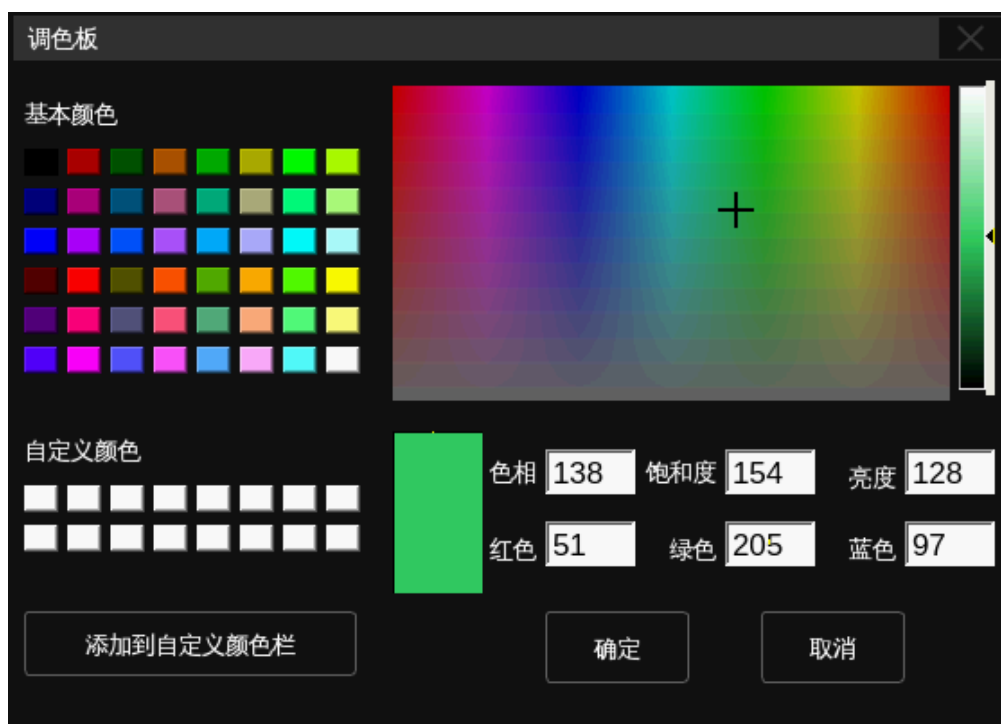 调色板
基本颜色
自定义颜色
色相 138 饱和度 154 亮度 128
红色 51 绿色 205 蓝色 97
添加到自定义颜色栏 确定 取消